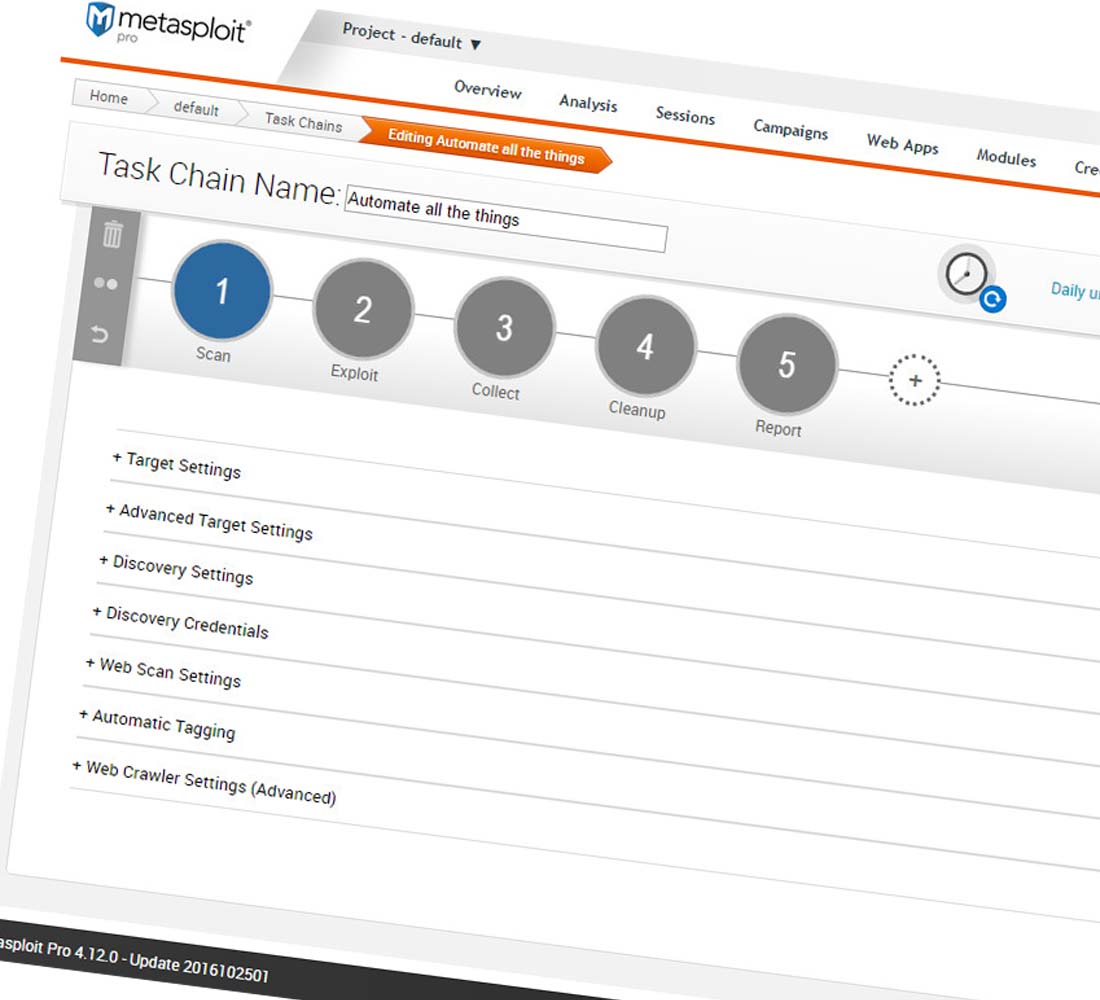 metasploit®
pro
Project - default ▼
Overview Analysis Sessions Campaigns Web Apps Modules
Home default Task Chains Editing Automate all the things
Task Chain Name: Automate all the things
Daily
1 2 3 4 5 +
Scan Exploit Collect Cleanup Report
+ Target Settings
+ Advanced Target Settings
+ Discovery Settings
+ Discovery Credentials
+ Web Scan Settings
+ Automatic Tagging
+ Web Crawler Settings (Advanced)
asploit Pro 4.12.0 - Update 2016102501